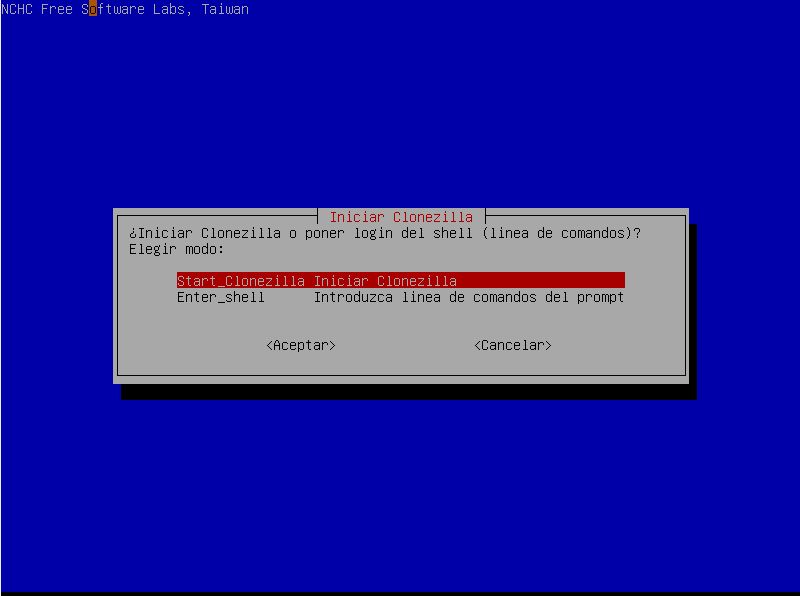 NCHC Free Software Labs, Taiwan
Iniciar Clonezilla
¿Iniciar Clonezilla o poner login del shell (linea de comandos)?
Elegir modo:
Start_Clonezilla Iniciar Clonezilla
Enter_shell Introduzca linea de comandos del prompt
<Aceptar> <Cancelar>